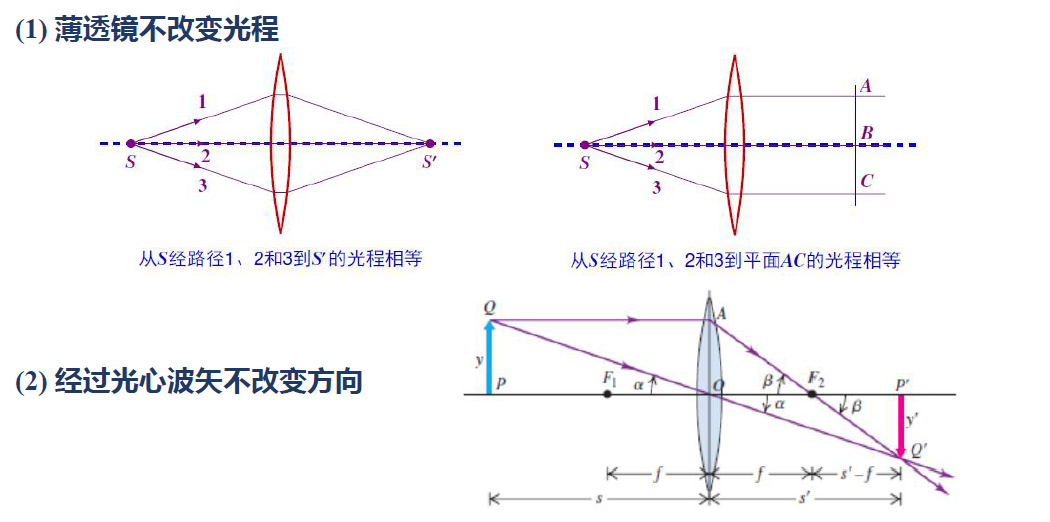 (1) 薄透镜不改变光程
1
2
3
S
S′
1
2
3
S
A
B
C
从S经路径1、2和3到S′的光程相等
从S经路径1、2和3到平面AC的光程相等
(2) 经过光心波矢不改变方向
Q
A
y
P
F₁
α
O
β
F₂
P′
α
β
y′
Q′
f
f
s′−f
s
s′